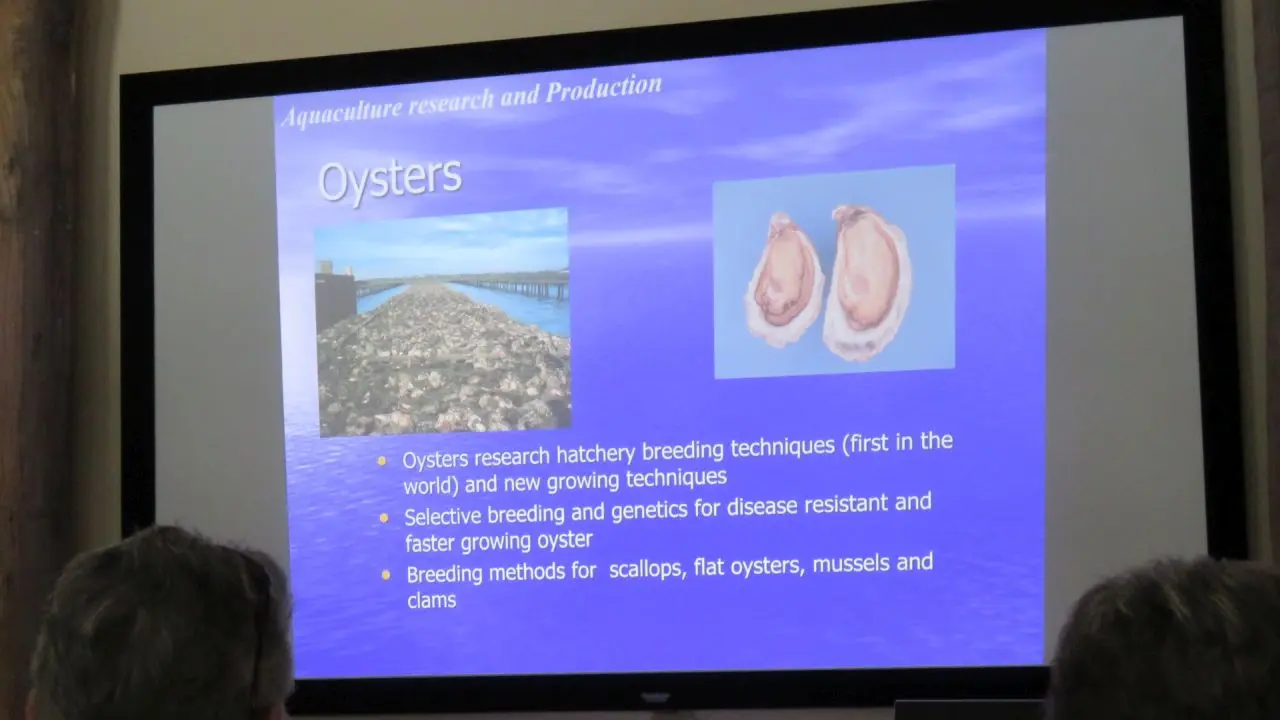 Aquaculture research and Production
Oysters
• Oysters research hatchery breeding techniques (first in the
world) and new growing techniques
• Selective breeding and genetics for disease resistant and
faster growing oyster
• Breeding methods for  scallops, flat oysters, mussels and
clams